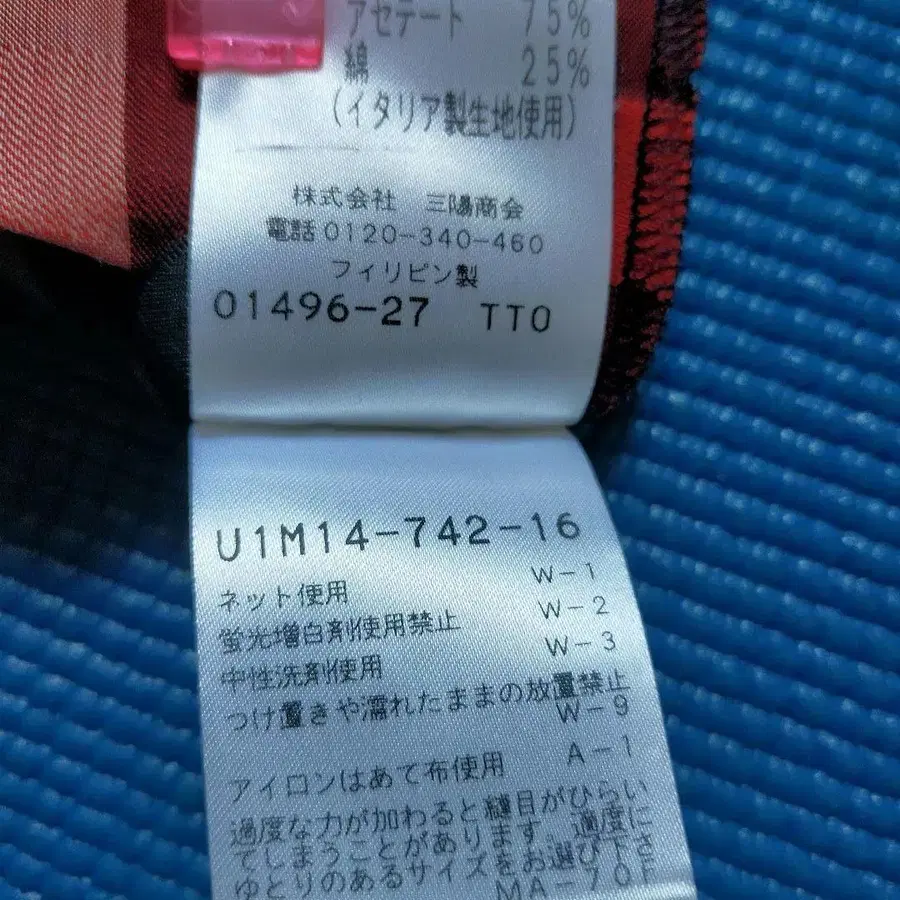 アセテート 75%
綿 25%
(イタリア製生地使用)
株式会社 三陽商会
電話0120-340-460
フィリピン製
01496-27 TT0
U1M14-742-16
ネット使用 W-1
蛍光増白剤使用禁止 W-2
中性洗剤使用 W-3
つけ置きや濡れたままの放置禁止
W-9
アイロンはあて布使用 A-1
過度な力が加わると縫目がひらい
てしまうことがあります。適度に
ゆとりのあるサイズをお選び下さ
MA-70F